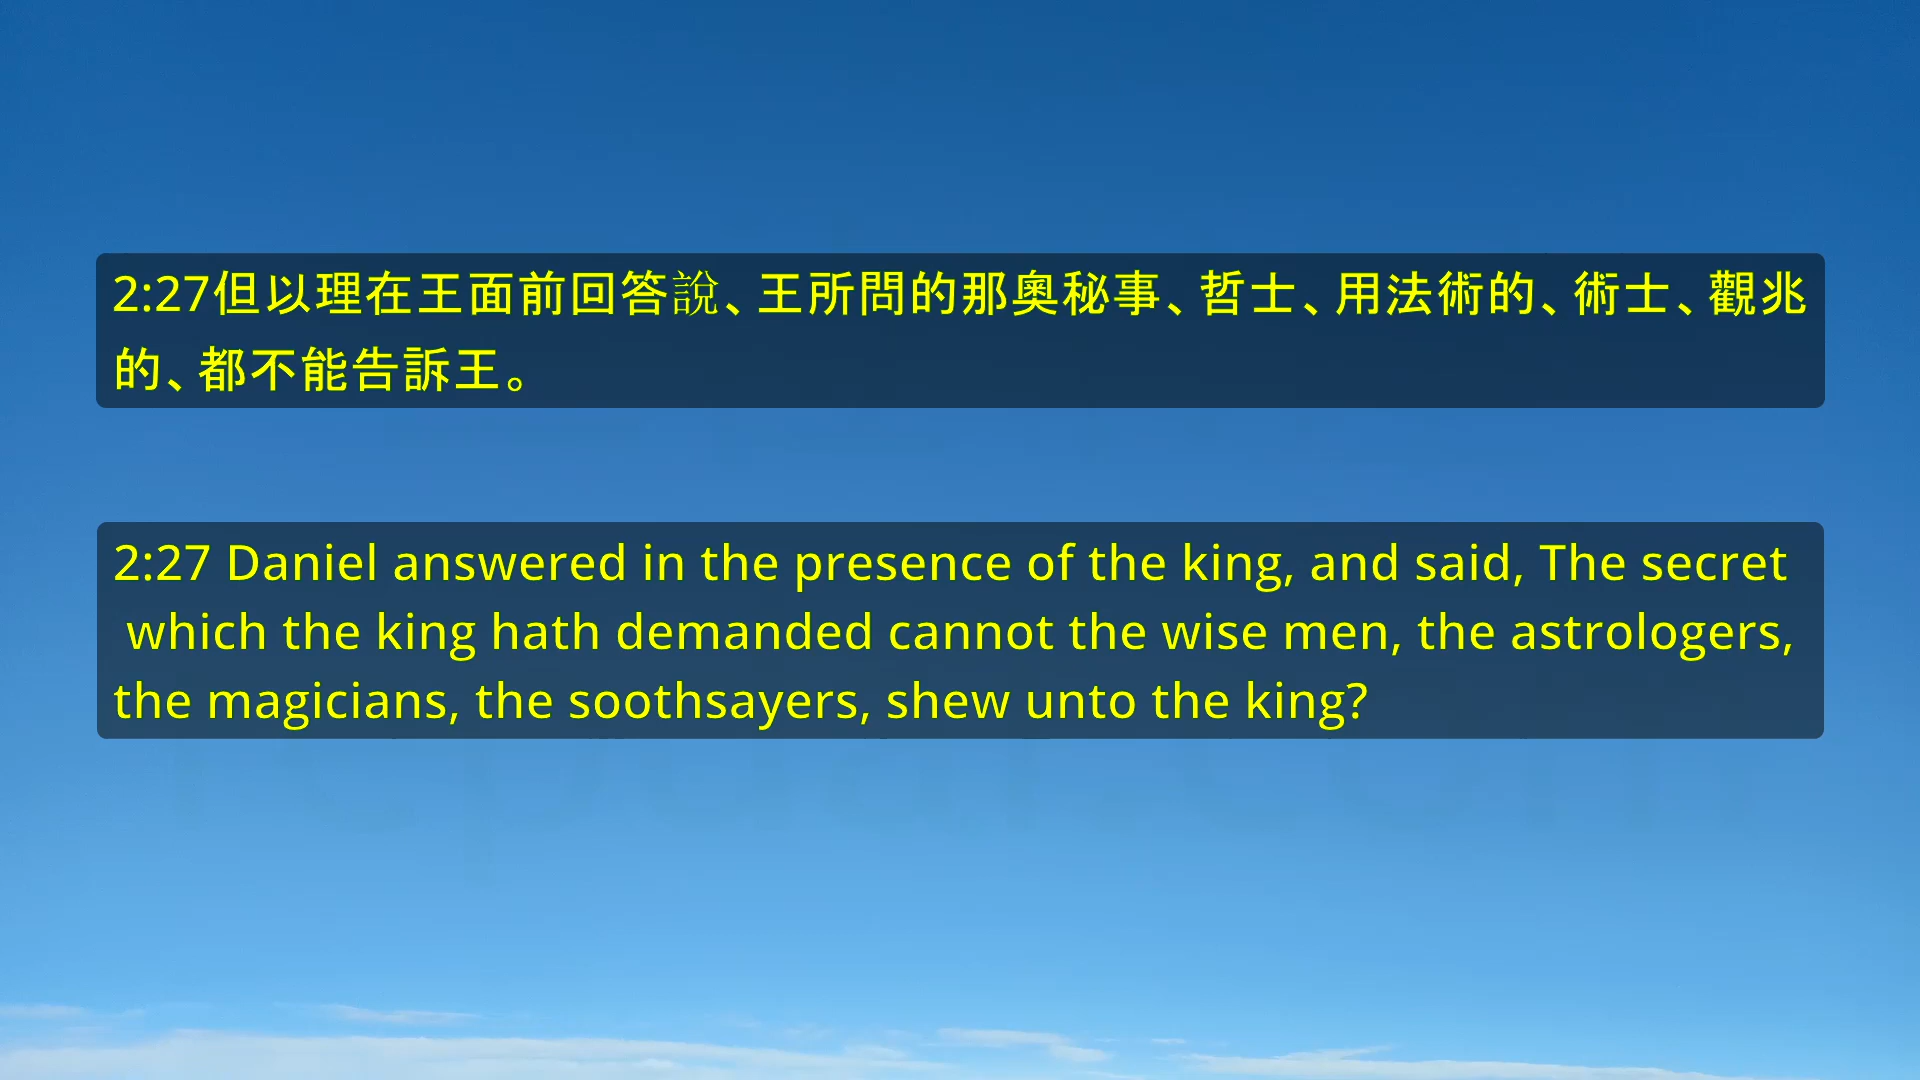 2:27但以理在王面前回答說、王所問的那奧秘事、哲士、用法術的、術士、觀兆
的、都不能告訴王。
2:27 Daniel answered in the presence of the king, and said, The secret
which the king hath demanded cannot the wise men, the astrologers,
the magicians, the soothsayers, shew unto the king?